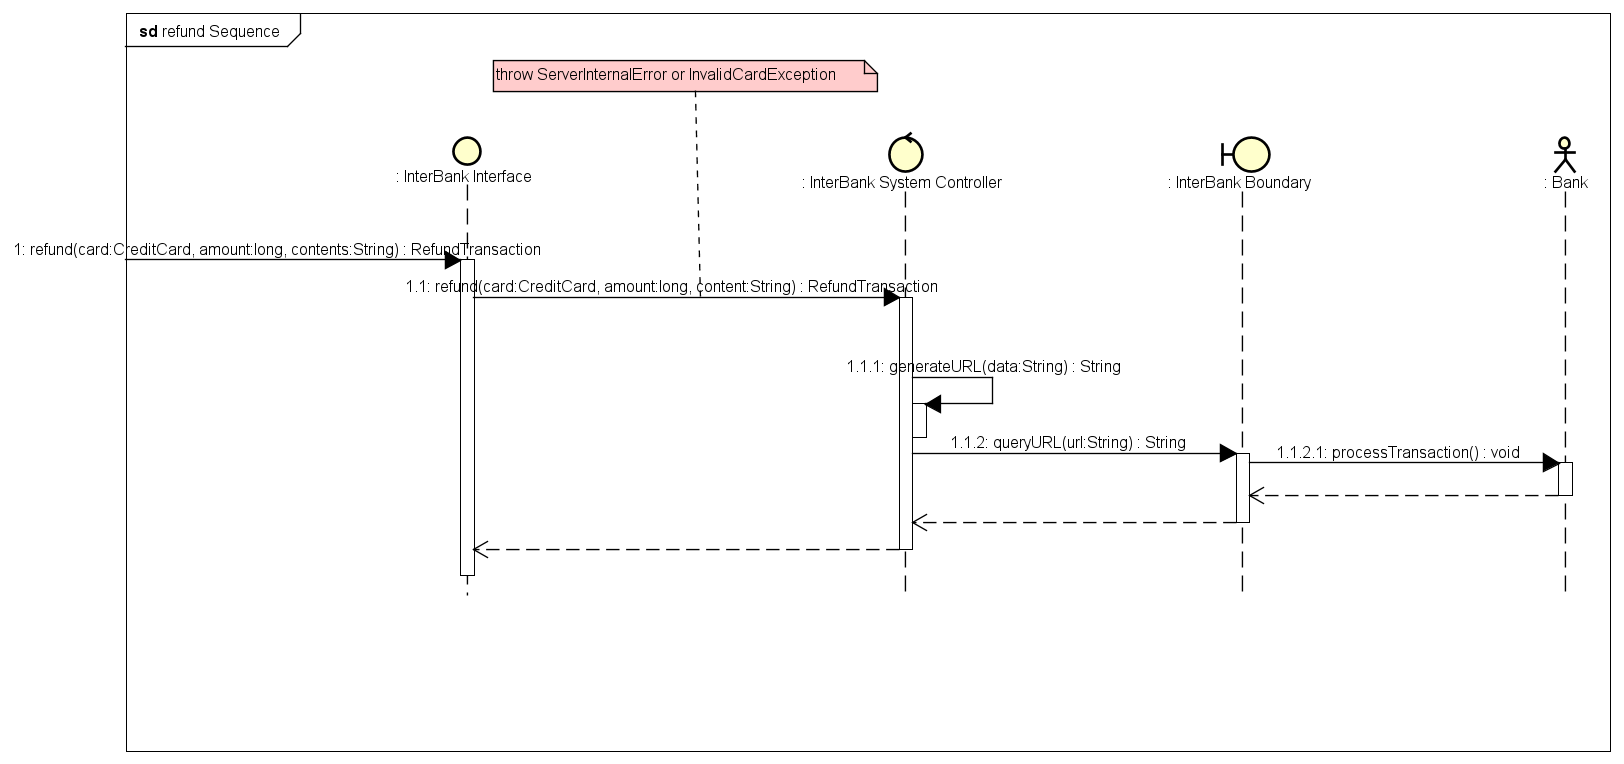 sd refund Sequence
throw ServerInternalError or InvalidCardException
: InterBank Interface
: InterBank System Controller
: InterBank Boundary
: Bank
1: refund(card:CreditCard, amount:long, contents:String) : RefundTransaction
1.1: refund(card:CreditCard, amount:long, content:String) : RefundTransaction
1.1.1: generateURL(data:String) : String
1.1.2: queryURL(url:String) : String
1.1.2.1: processTransaction() : void